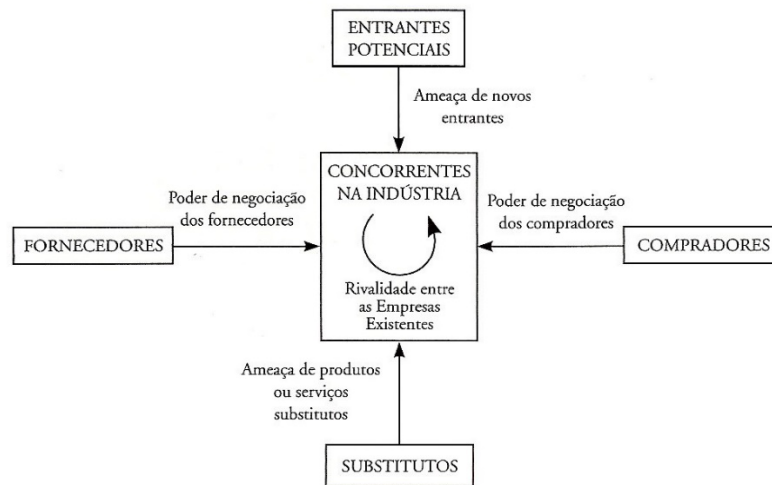 ENTRANTES
POTENCIAIS
Ameaça de novos
entrantes
CONCORRENTES
NA INDÚSTRIA
Poder de negociação
dos fornecedores
Poder de negociação
dos compradores
FORNECEDORES
COMPRADORES
Rivalidade entre
as Empresas
Existentes
Ameaça de produtos
ou serviços
substitutos
SUBSTITUTOS